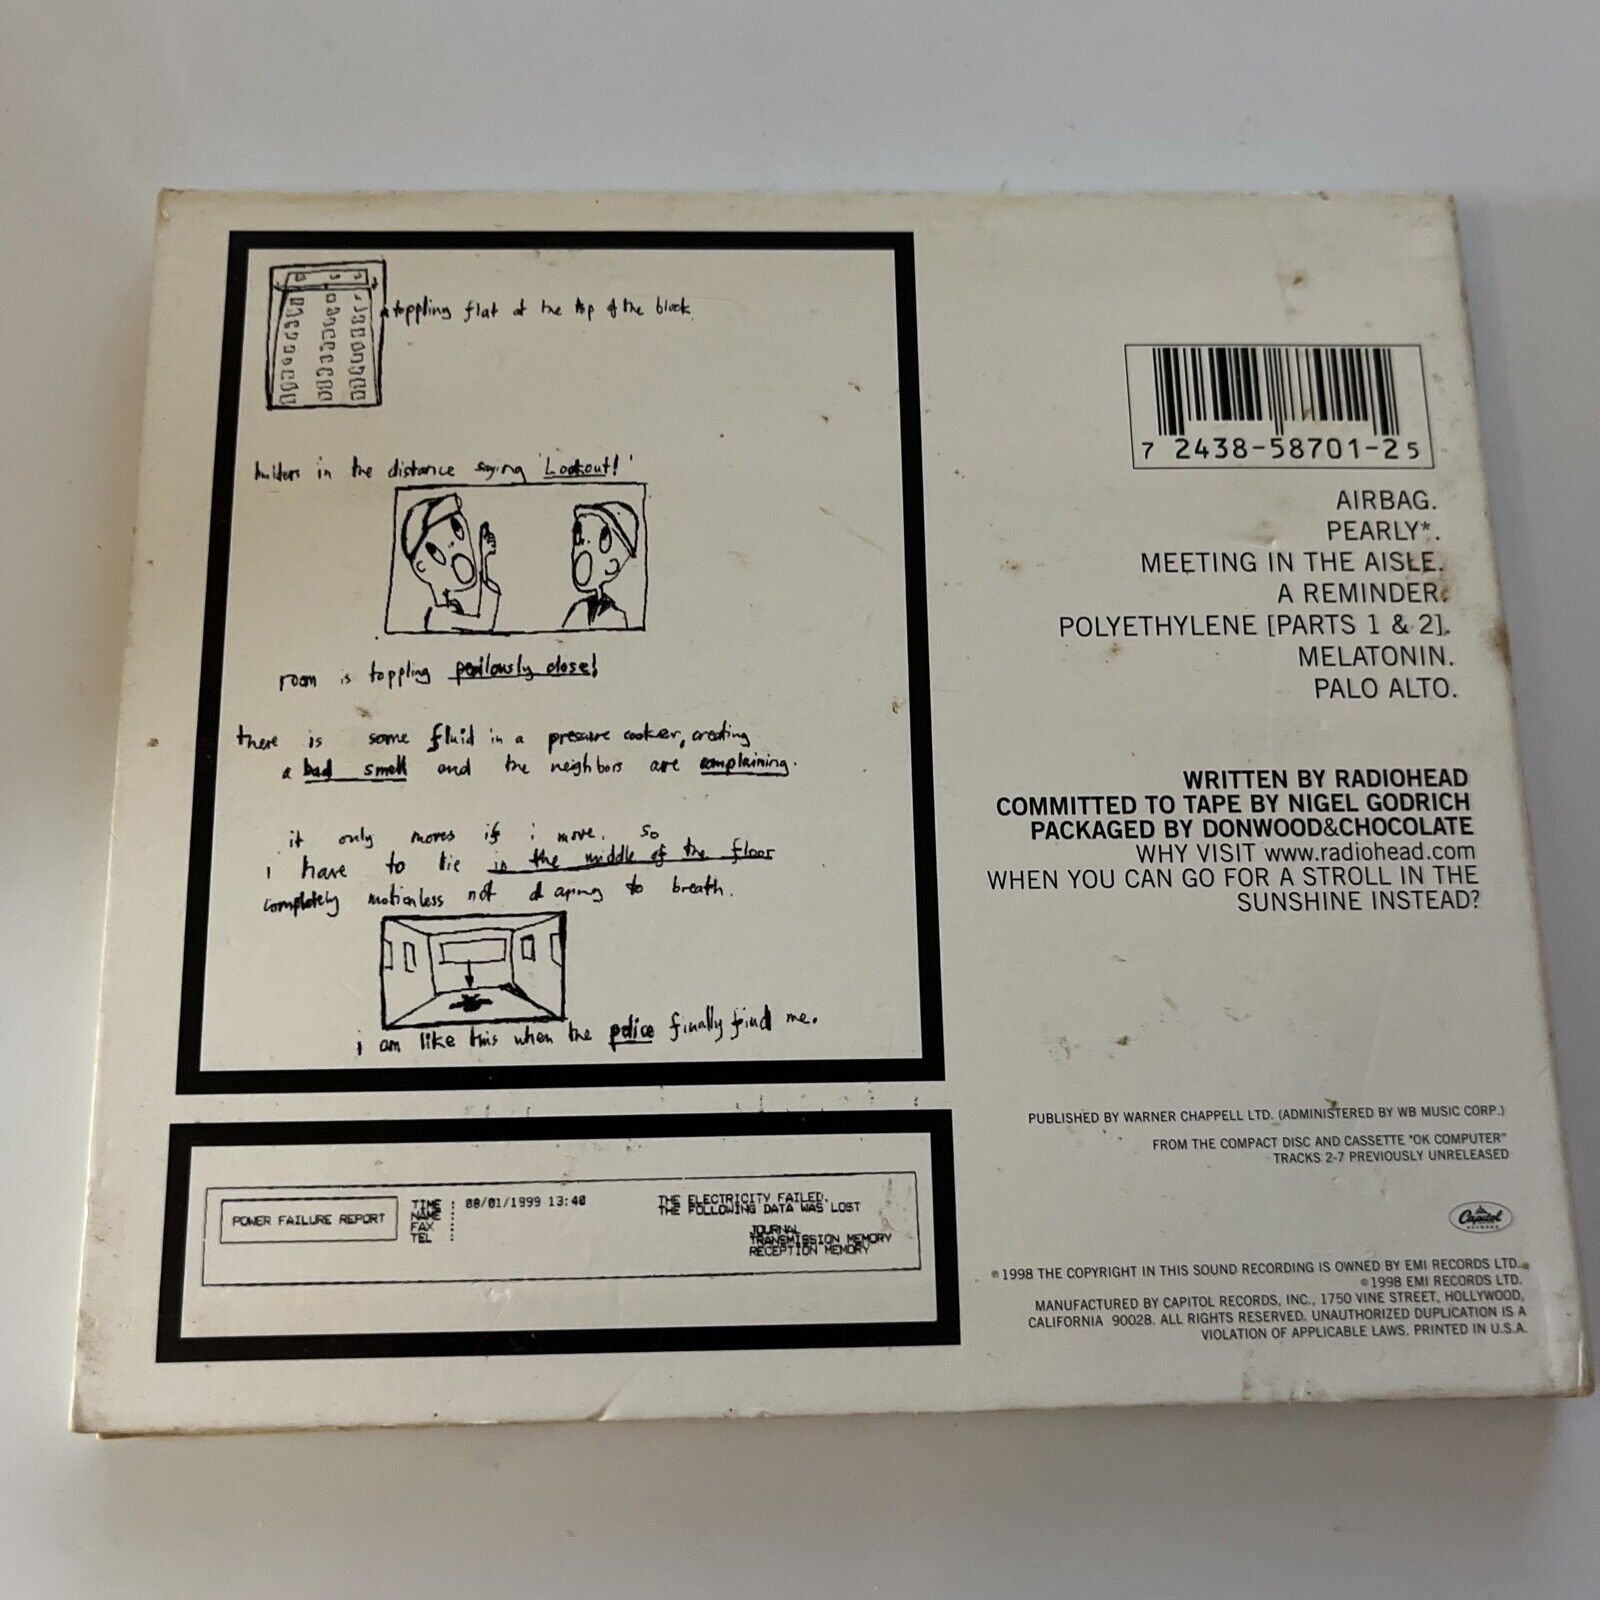 a toppling flat at the top of the block.
builders in the distance saying 'Lookout!'
room is toppling perilously close!
there is some fluid in a pressure cooker, creating
a bad smell and the neighbors are complaining.
it only moves if i move. so
i have to lie in the middle of the floor
completely motionless not daring to breath.
i am like this when the police finally find me.
POWER FAILURE REPORT
TIME : 08/01/1999 13:40
NAME :
FAX :
TEL :
THE ELECTRICITY FAILED.
THE FOLLOWING DATA WAS LOST
JOURNAL
TRANSMISSION MEMORY
RECEPTION MEMORY
7 2438-58701-2 5
AIRBAG.
PEARLY*.
MEETING IN THE AISLE.
A REMINDER.
POLYETHYLENE [PARTS 1 & 2].
MELATONIN.
PALO ALTO.
WRITTEN BY RADIOHEAD
COMMITTED TO TAPE BY NIGEL GODRICH
PACKAGED BY DONWOOD&CHOCOLATE
WHY VISIT www.radiohead.com
WHEN YOU CAN GO FOR A STROLL IN THE
SUNSHINE INSTEAD?
PUBLISHED BY WARNER CHAPPELL LTD. (ADMINISTERED BY WB MUSIC CORP.)
FROM THE COMPACT DISC AND CASSETTE "OK COMPUTER"
TRACKS 2-7 PREVIOUSLY UNRELEASED
Capitol
RECORDS
℗ 1998 THE COPYRIGHT IN THIS SOUND RECORDING IS OWNED BY EMI RECORDS LTD.
© 1998 EMI RECORDS LTD.
MANUFACTURED BY CAPITOL RECORDS, INC., 1750 VINE STREET, HOLLYWOOD,
CALIFORNIA 90028. ALL RIGHTS RESERVED. UNAUTHORIZED DUPLICATION IS A
VIOLATION OF APPLICABLE LAWS. PRINTED IN U.S.A.